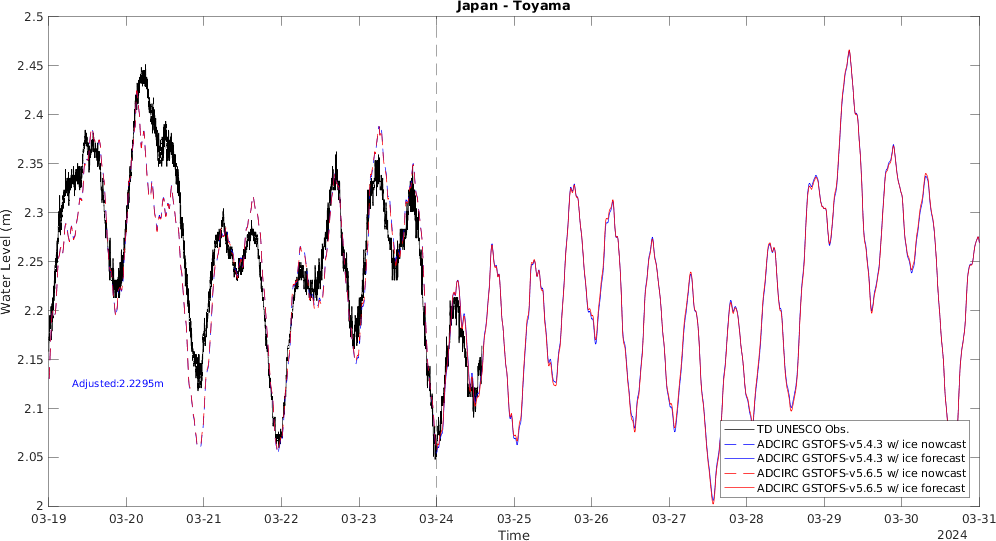 Japan - Toyama
2.5
2.45
2.4
2.35
2.3
2.25
2.2
2.15
2.1
2.05
2
Water Level (m)
Adjusted:2.2295m
TD UNESCO Obs.
ADCIRC GSTOFS-v5.4.3 w/ ice nowcast
ADCIRC GSTOFS-v5.4.3 w/ ice forecast
ADCIRC GSTOFS-v5.6.5 w/ ice nowcast
ADCIRC GSTOFS-v5.6.5 w/ ice forecast
03-19 03-20 03-21 03-22 03-23 03-24 03-25 03-26 03-27 03-28 03-29 03-30 03-31
Time
2024